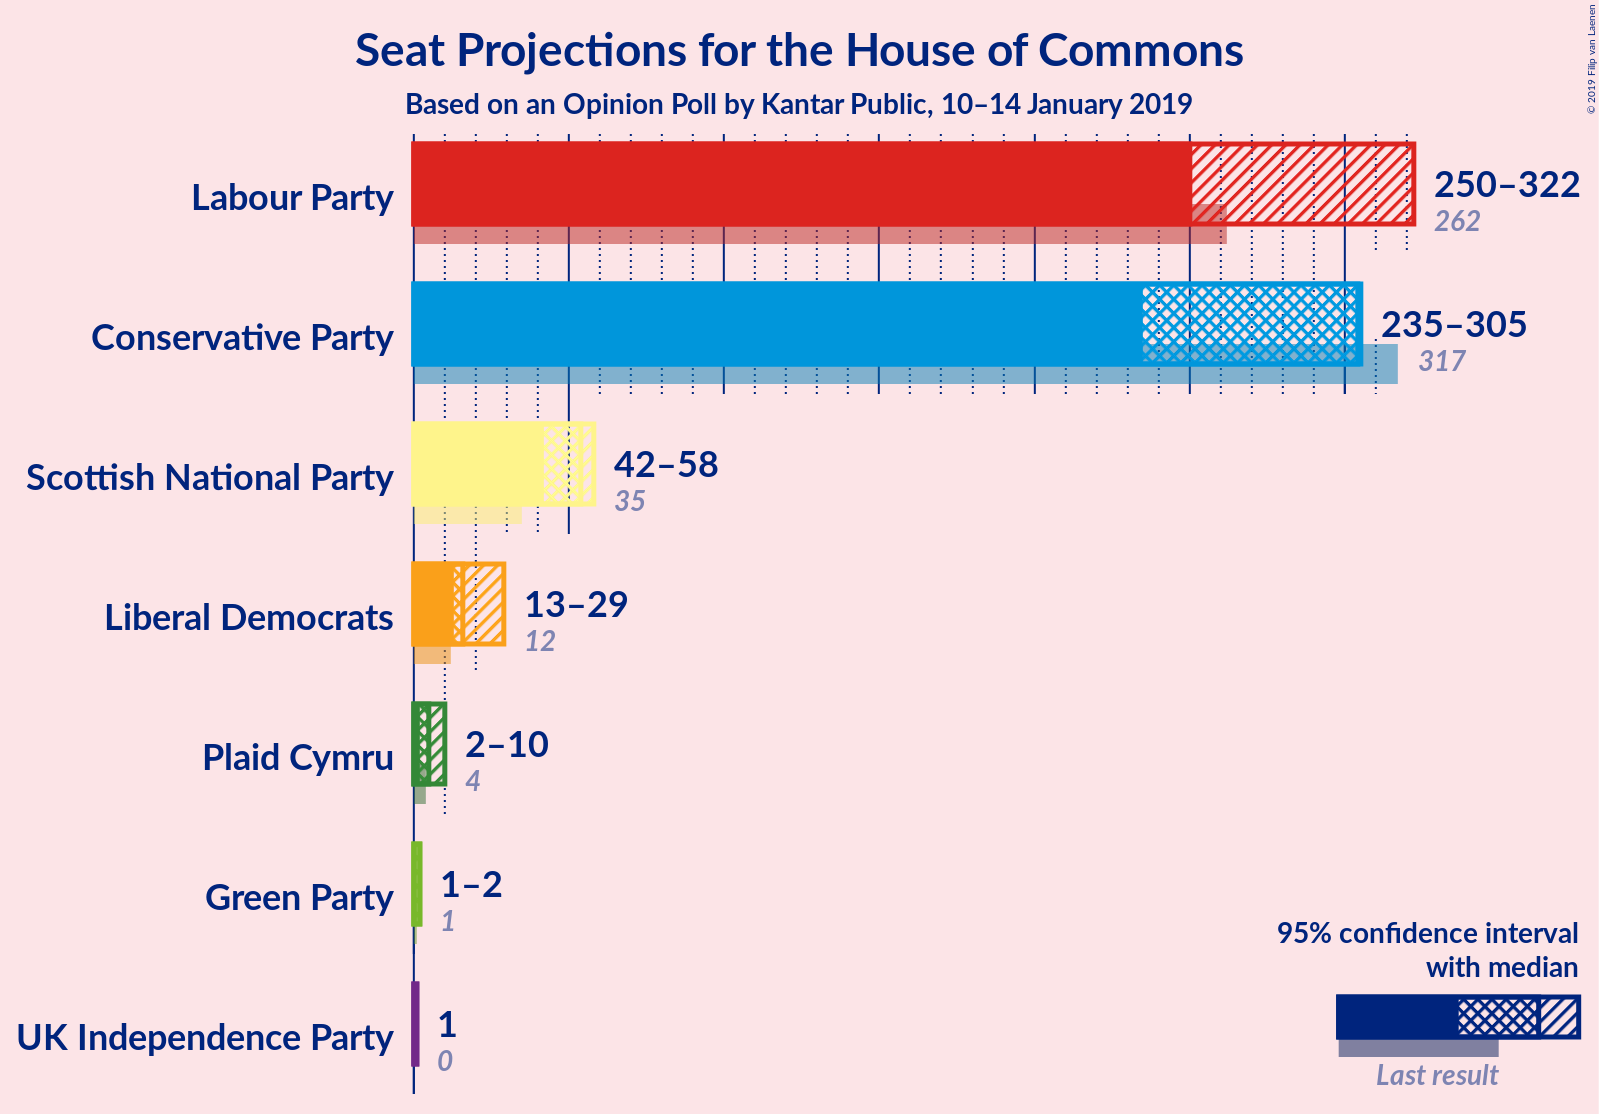 Seat Projections for the House of Commons
Based on an Opinion Poll by Kantar Public, 10–14 January 2019
© 2019 Filip van Laenen
Labour Party
250–322
262
Conservative Party
235–305
317
Scottish National Party
42–58
35
Liberal Democrats
13–29
12
Plaid Cymru
2–10
4
Green Party
1–2
1
UK Independence Party
1
0
95% confidence interval
with median
Last result